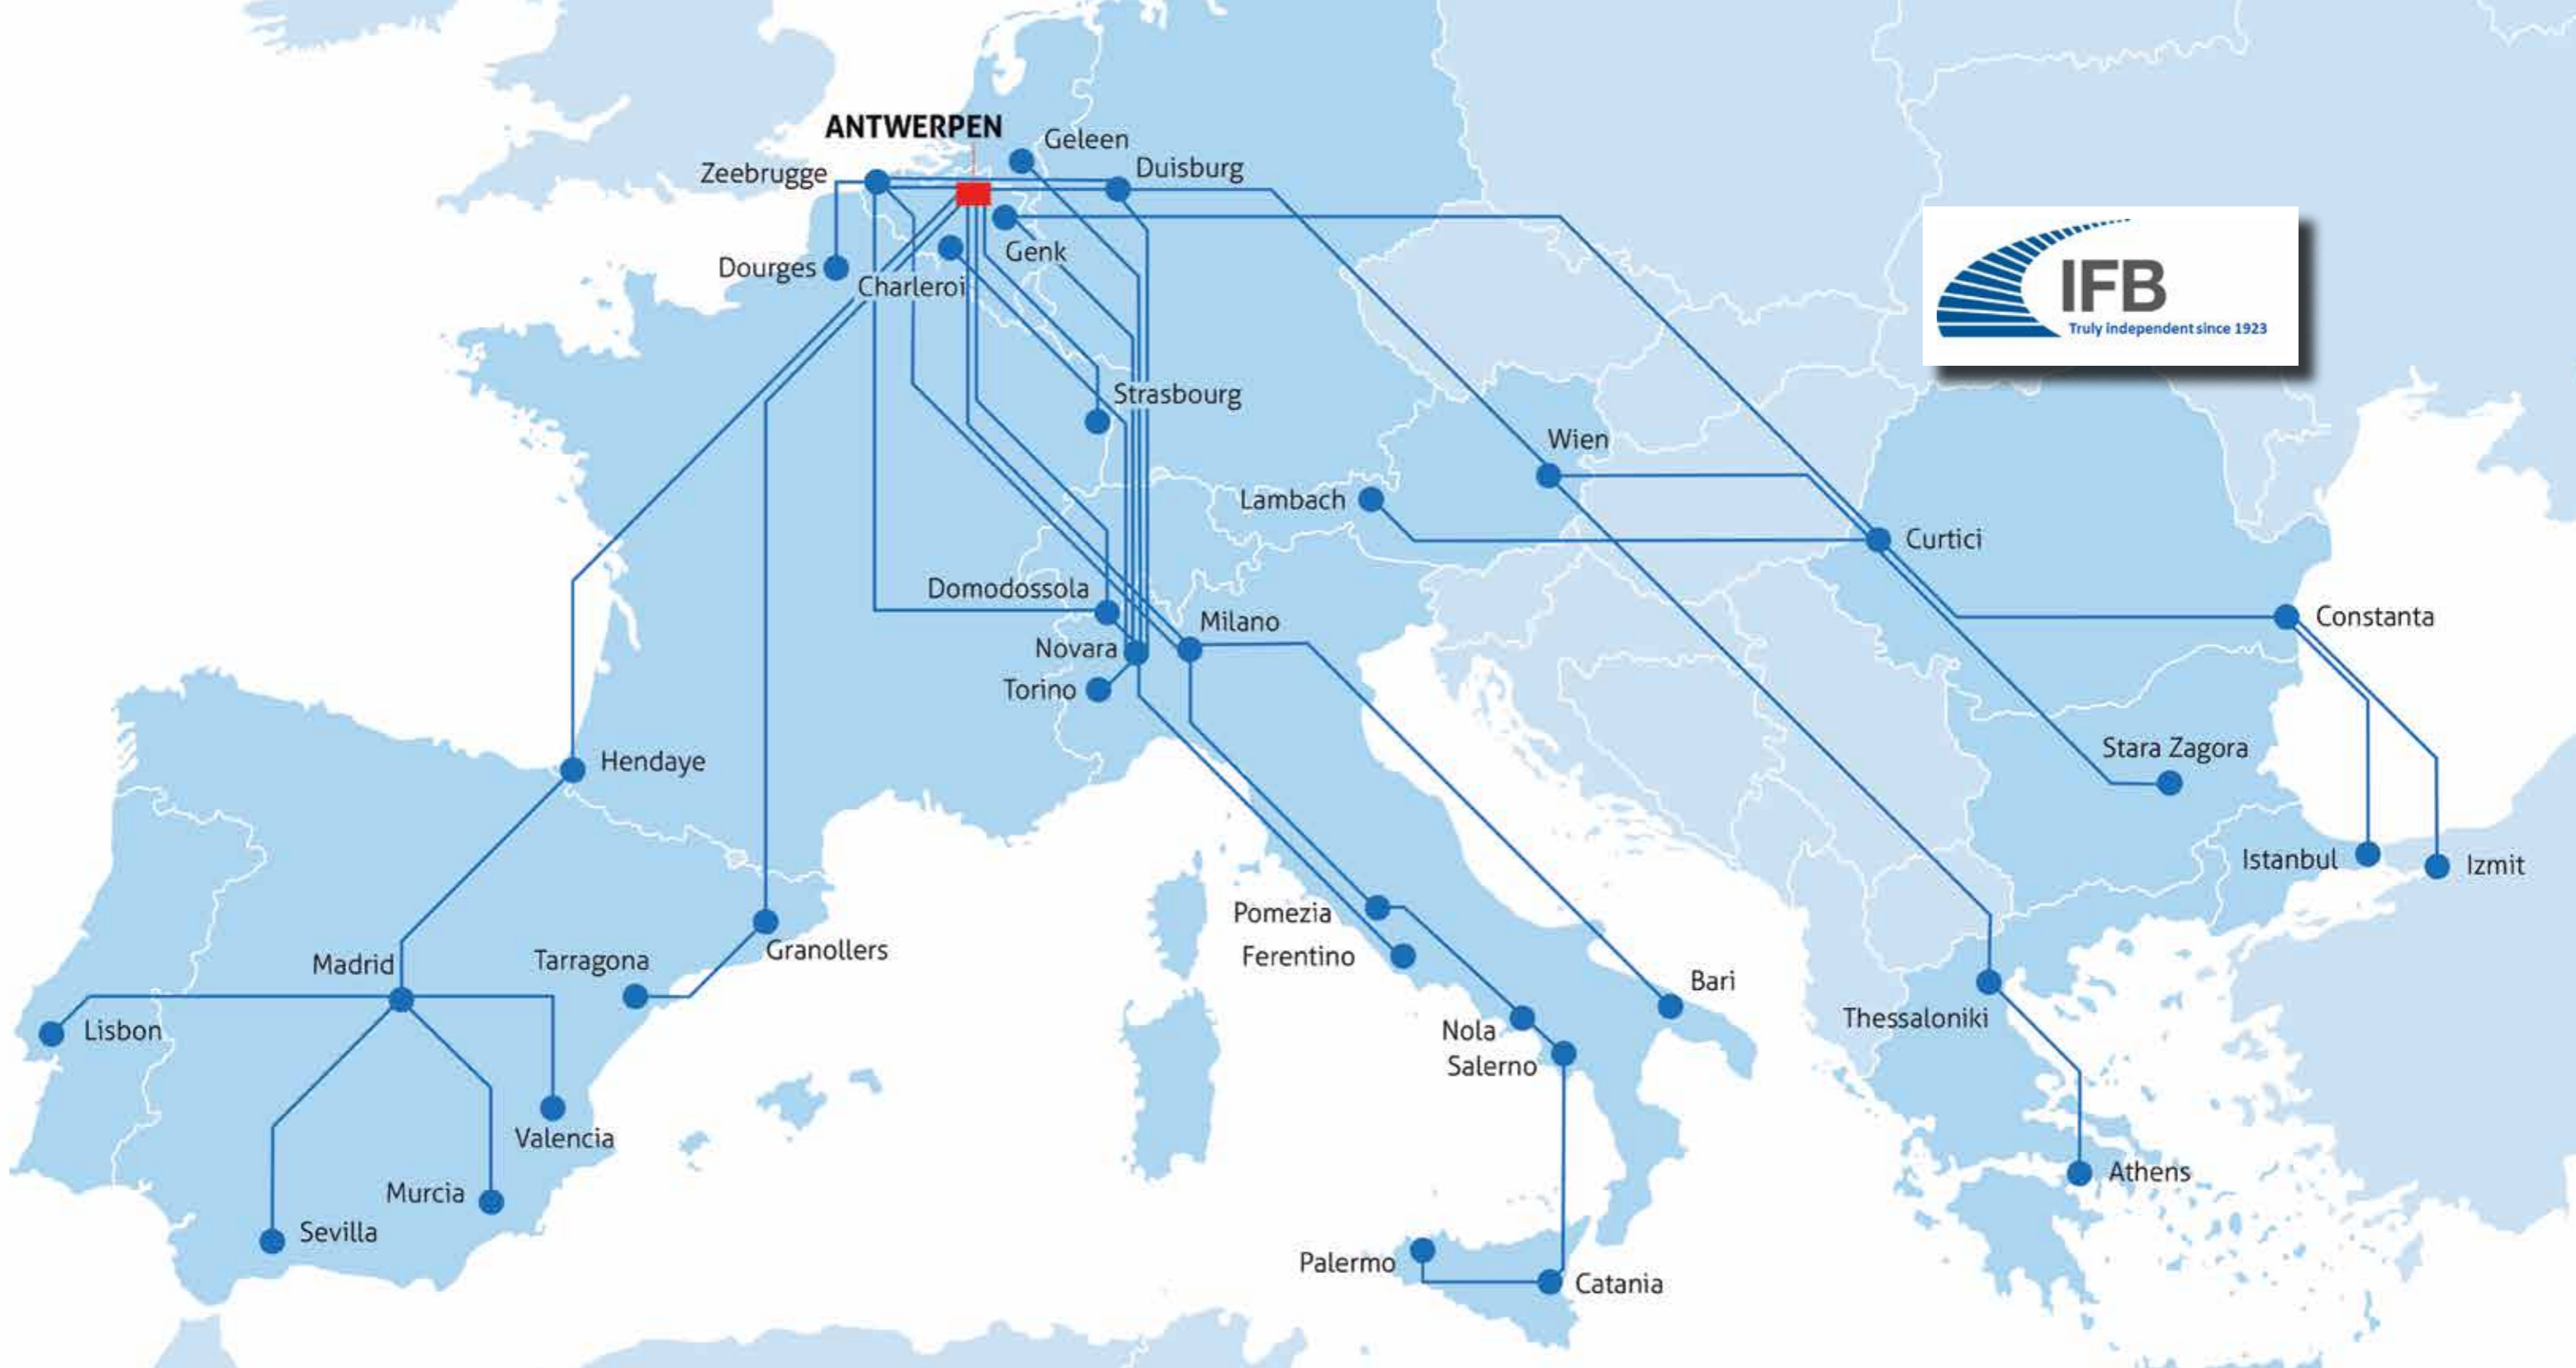 ANTWERPEN
Geleen
Duisburg
Zeebrugge
Genk
Dourges
Charleroi
IFB
Truly independent since 1923
Strasbourg
Wien
Lambach
Curtici
Domodossola
Milano
Constanta
Novara
Torino
Stara Zagora
Hendaye
Istanbul
Izmit
Pomezia
Granollers
Madrid
Tarragona
Ferentino
Bari
Thessaloniki
Lisbon
Nola
Salerno
Valencia
Athens
Murcia
Sevilla
Palermo
Catania